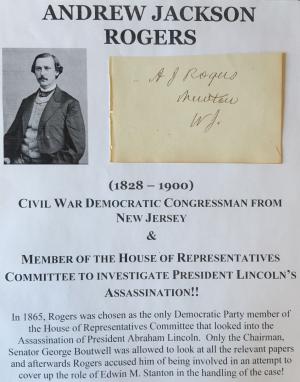 ANDREW JACKSON
ROGERS
A J Rogers
Newton
N J.
(1828 – 1900)
CIVIL WAR DEMOCRATIC CONGRESSMAN FROM
NEW JERSEY
&
MEMBER OF THE HOUSE OF REPRESENTATIVES
COMMITTEE TO INVESTIGATE PRESIDENT LINCOLN'S
ASSASSINATION!!
In 1865, Rogers was chosen as the only Democratic Party member of
the House of Representatives Committee that looked into the
Assassination of President Abraham Lincoln. Only the Chairman,
Senator George Boutwell was allowed to look at all the relevant papers
and afterwards Rogers accused him of being involved in an attempt to
cover up the role of Edwin M. Stanton in the handling of the case!